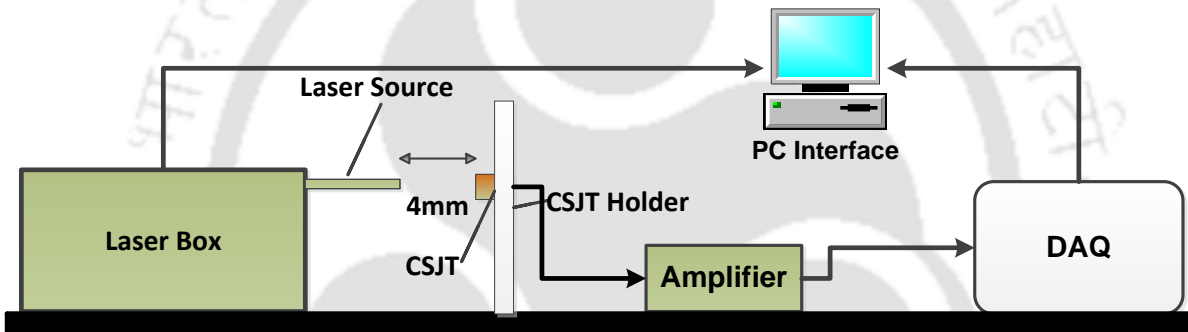 Laser Source
PC Interface
4mm
CSJT Holder
Laser Box
CSJT
Amplifier
DAQ